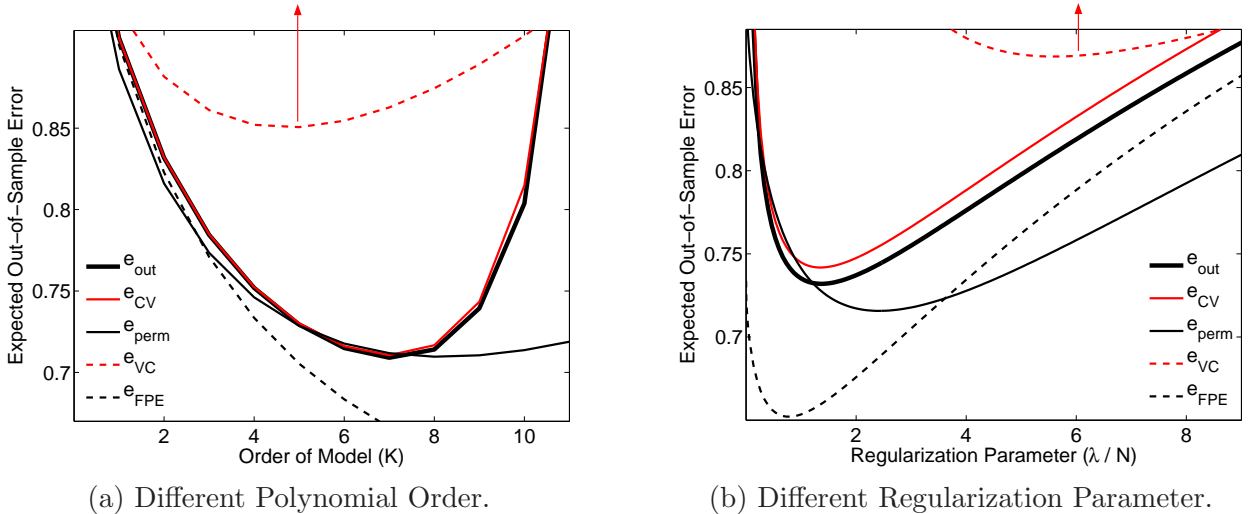 Expected Out−of−Sample Error
0.85
0.8
0.75
0.7
e_out
e_CV
e_perm
e_VC
e_FPE
2 4 6 8 10
Order of Model (K)
(a) Different Polynomial Order.
Expected Out−of−Sample Error
0.85
0.8
0.75
0.7
e_out
e_CV
e_perm
e_VC
e_FPE
2 4 6 8
Regularization Parameter (λ / N)
(b) Different Regularization Parameter.